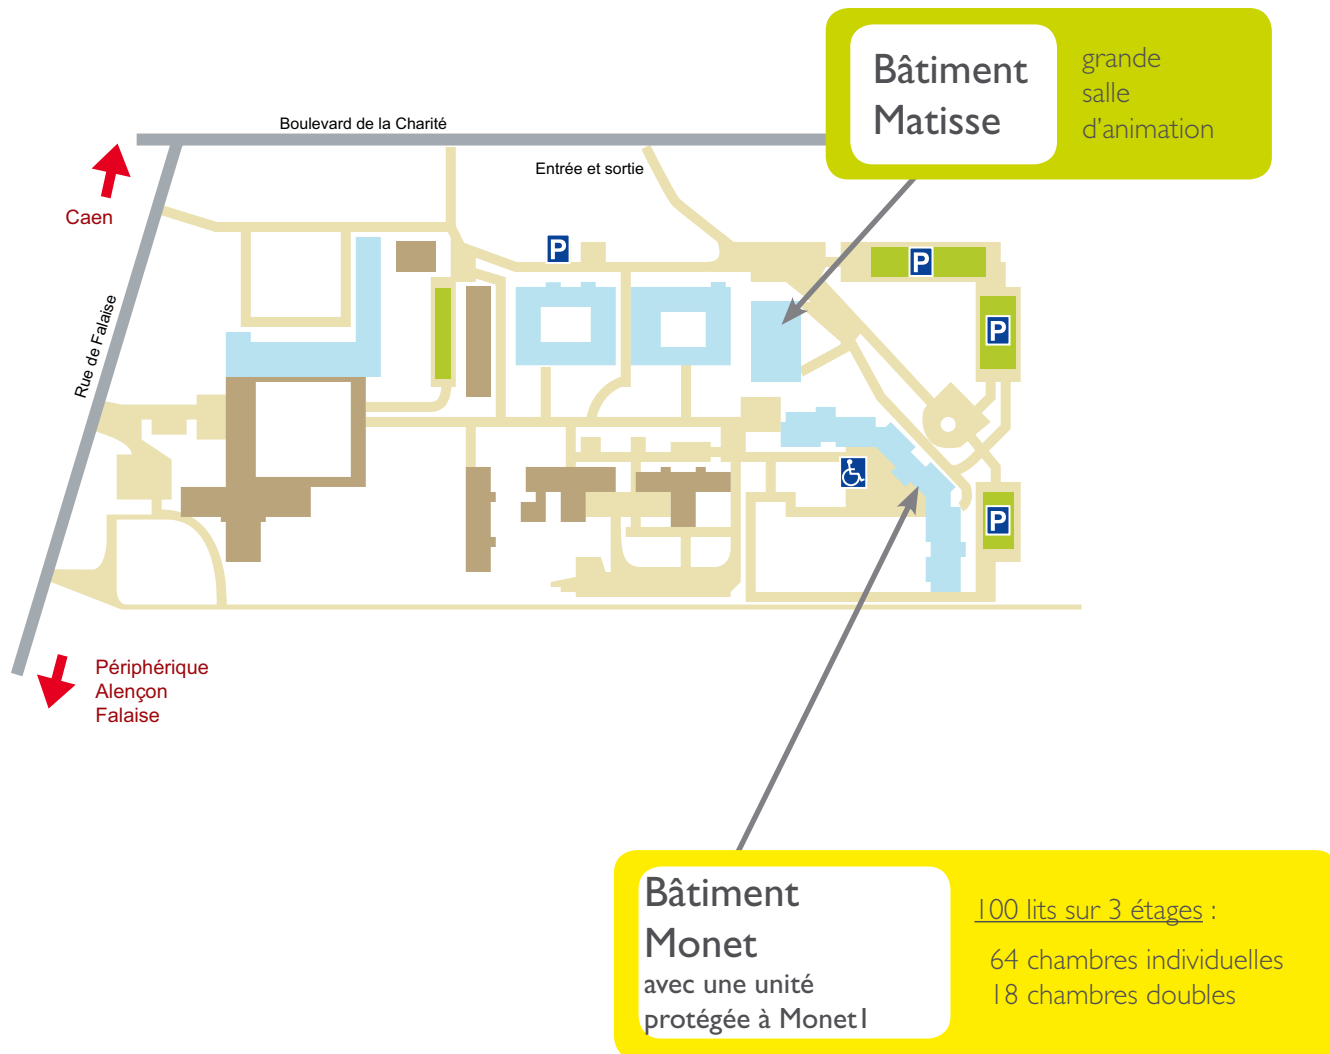 Bâtiment
Matisse
grande
salle
d'animation
Boulevard de la Charité
Entrée et sortie
Caen
P
P
Rue de Falaise
P
P
Périphérique
Alençon
Falaise
Bâtiment
Monet
avec une unité
protégée à Monet1
100 lits sur 3 étages :
64 chambres individuelles
18 chambres doubles